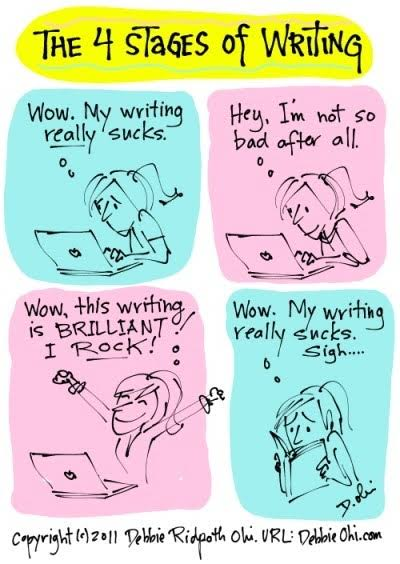 THE 4 STAGES OF WRITING
Wow. My writing
really sucks.
Hey, I'm not so
bad after all.
Wow, this writing
is BRILLIANT!
I ROCK!
Wow. My writing
really sucks.
Sigh....
D. Ohi
Copyright (c) 2011 Debbie Ridpath Ohi. URL: DebbieOhi.com